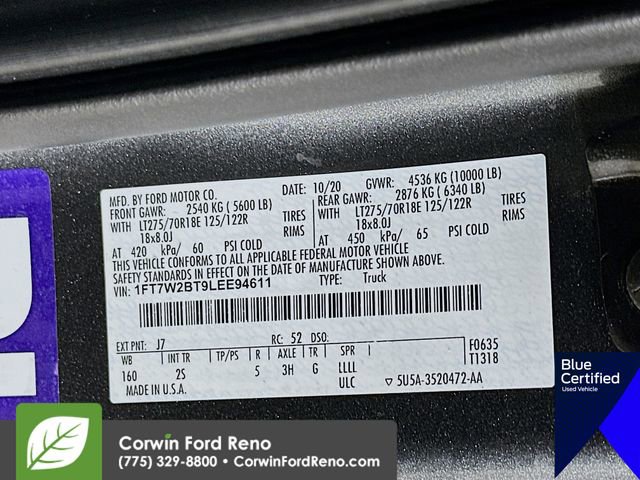 MFD. BY FORD MOTOR CO. DATE: 10/20 GVWR: 4536 KG (10000 LB)
FRONT GAWR: 2540 KG ( 5600 LB) REAR GAWR: 2876 KG ( 6340 LB)
WITH LT275/70R18E 125/122R TIRES WITH LT275/70R18E 125/122R TIRES
18x8.0J RIMS 18x8.0J RIMS
AT 420 kPa/ 60 PSI COLD AT 450 kPa/ 65 PSI COLD
THIS VEHICLE CONFORMS TO ALL APPLICABLE FEDERAL MOTOR VEHICLE
SAFETY STANDARDS IN EFFECT ON THE DATE OF MANUFACTURE SHOWN ABOVE.
VIN: 1FT7W2BT9LEE94611 TYPE: Truck
EXT PNT: J7 RC: 52 DSO: F0635
WB INT TR TP/PS R AXLE TR SPR T1318
160 2S 5 3H G LLLL
MADE IN U.S.A. ULC ▽ 5U5A-3520472-AA
Blue
Certified
Used Vehicle
Corwin Ford Reno
(775) 329-8800 • CorwinFordReno.com